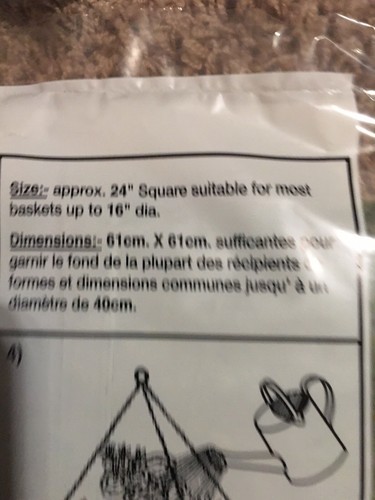 Size:- approx. 24" Square suitable for most
baskets up to 16" dia.
Dimensions:- 61cm. X 61cm. sufficantes pour
garnir le fond de la plupart des récipients
formes et dimensions communes jusqu' à un
diamètre de 40cm.
4)